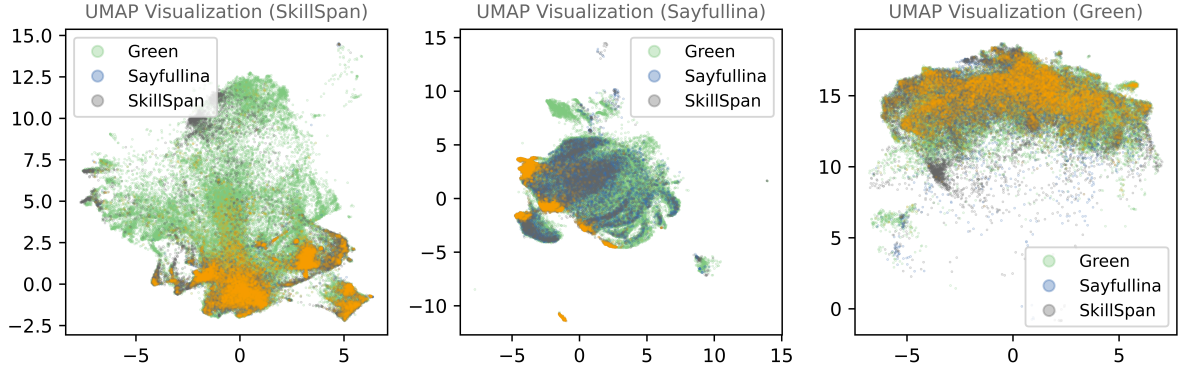 UMAP Visualization (SkillSpan)
15.0
12.5
10.0
7.5
5.0
2.5
0.0
−2.5
−5
0
5
Green
Sayfullina
SkillSpan
UMAP Visualization (Sayfullina)
15
10
5
0
−5
−10
−5
0
5
10
15
Green
Sayfullina
SkillSpan
UMAP Visualization (Green)
15
10
5
0
−5
0
5
Green
Sayfullina
SkillSpan